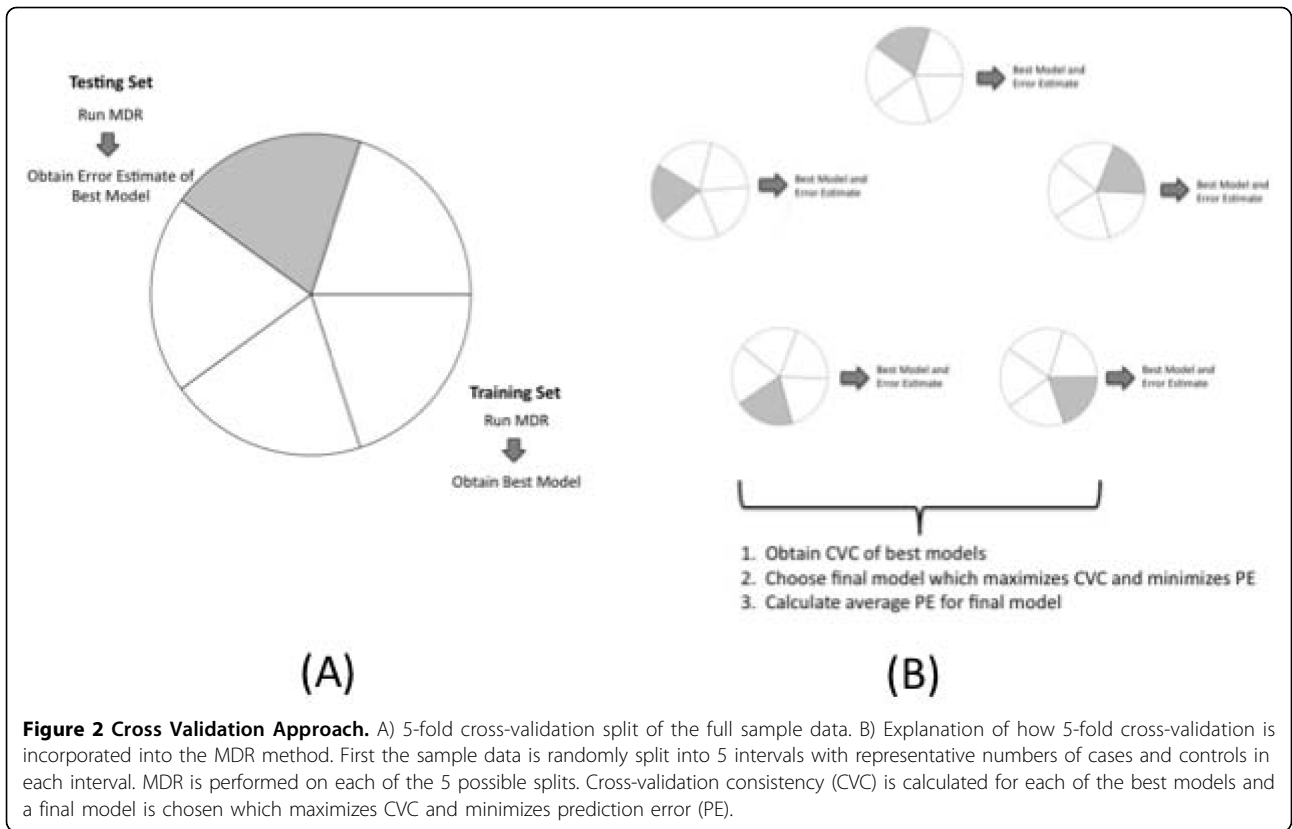 Testing Set
Run MDR
Obtain Error Estimate of
Best Model
Training Set
Run MDR
Obtain Best Model
(A)
Best Model and
Error Estimate
Best Model and
Error Estimate
Best Model and
Error Estimate
Best Model and
Error Estimate
Best Model and
Error Estimate
1. Obtain CVC of best models
2. Choose final model which maximizes CVC and minimizes PE
3. Calculate average PE for final model
(B)
Figure 2 Cross Validation Approach. A) 5-fold cross-validation split of the full sample data. B) Explanation of how 5-fold cross-validation is
incorporated into the MDR method. First the sample data is randomly split into 5 intervals with representative numbers of cases and controls in
each interval. MDR is performed on each of the 5 possible splits. Cross-validation consistency (CVC) is calculated for each of the best models and
a final model is chosen which maximizes CVC and minimizes prediction error (PE).